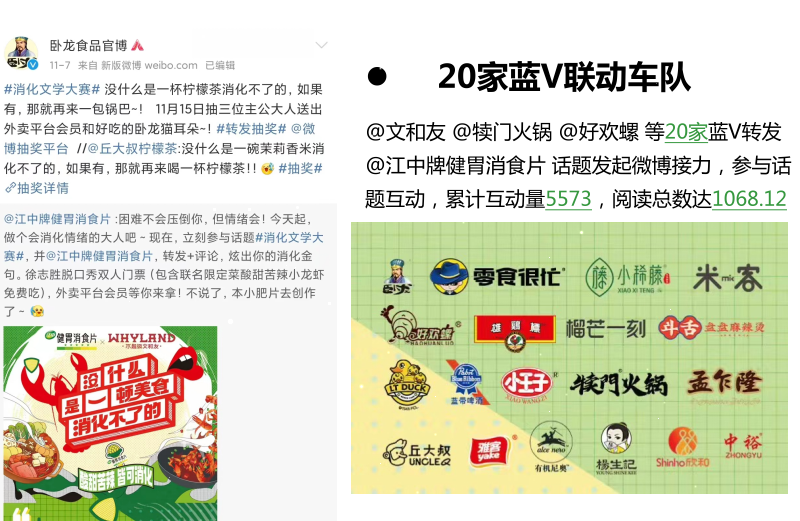 卧龙食品官博
11-7 来自 新版微博 weibo.com 已编辑
#消化文学大赛# 没什么是一杯柠檬茶消化不了的，如果
有，那就再来一包锅巴~! 11月15日抽三位主公大人送出
外卖平台会员和好吃的卧龙猫耳朵~! #转发抽奖# @微
博抽奖平台 //@丘大叔柠檬茶:没什么是一碗茉莉香米消
化不了的，如果有，那就再来喝一杯柠檬茶!! #抽奖#
抽奖详情
@江中牌健胃消食片 :困难不会压倒你，但情绪会！今天起，
做个会消化情绪的大人吧 ~ 现在，立刻参与话题#消化文学大
赛#，并@江中牌健胃消食片，转发+评论，炫出你的消化金
句。徐志胜脱口秀双人门票（包含联名限定菜酸甜苦辣小龙虾
免费吃），外卖平台会员等你来拿！不说了，本小肥片去创作
了 ~
健胃消食片 × WHYLAND
没什么
是一顿美食
消化不了的
酸甜苦辣 皆可消化
● 20家蓝V联动车队
@文和友 @犊门火锅 @好欢螺 等20家蓝V转发
@江中牌健胃消食片 话题发起微博接力，参与话
题互动，累计互动量5573，阅读总数达1068.12
卧龙
零食很忙
小稀藤
XIAO XI TENG
米mic客
好欢螺
HAOHUANLUO
雄鸡标
榴芒一刻
斗舌 盆盆麻辣烫
LT DUCK
Pabst
Blue Ribbon
蓝带啤酒
小王子
XIAO WANG ZI
犊门火锅
孟乍隆
丘大叔
UNCLE Q
雅客
Yake
alce nero
有机尼奥
杨生记
YOUNG SHINE KEE
Shinho欣和
中裕
ZHONGYU